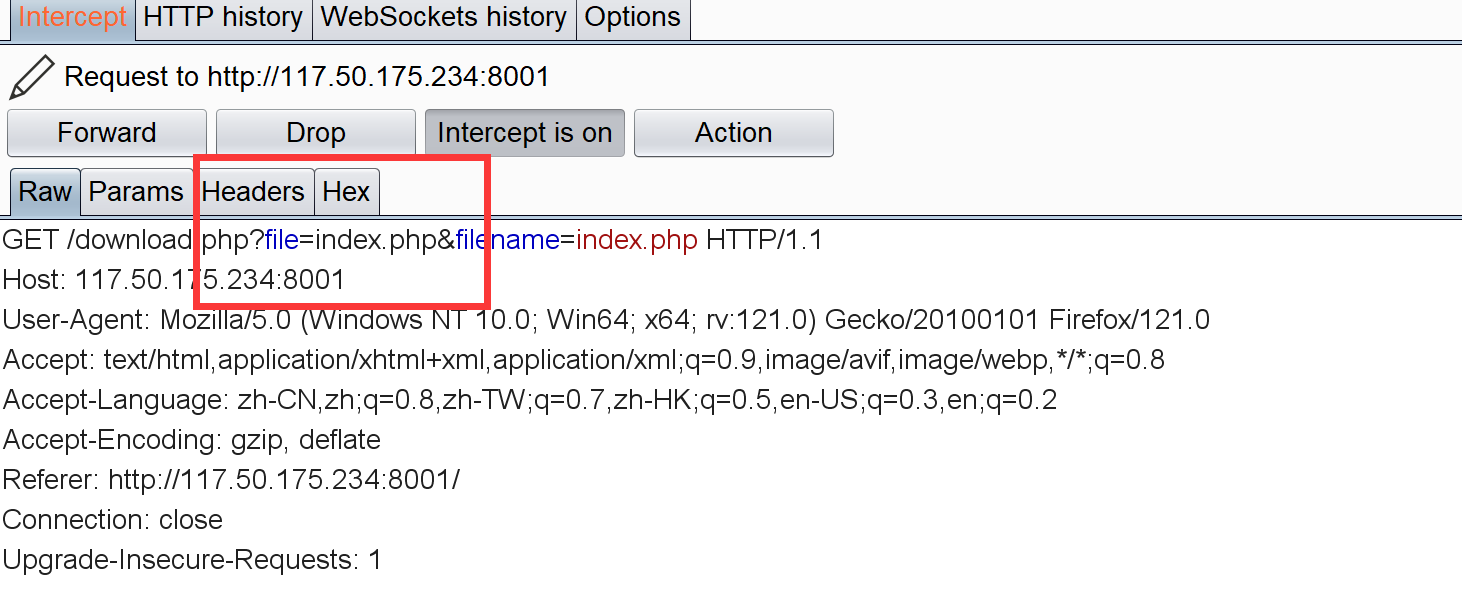 Intercept HTTP history WebSockets history Options
Request to http://117.50.175.234:8001
Forward Drop Intercept is on Action
Raw Params Headers Hex
GET /download.php?file=index.php&filename=index.php HTTP/1.1
Host: 117.50.175.234:8001
User-Agent: Mozilla/5.0 (Windows NT 10.0; Win64; x64; rv:121.0) Gecko/20100101 Firefox/121.0
Accept: text/html,application/xhtml+xml,application/xml;q=0.9,image/avif,image/webp,*/*;q=0.8
Accept-Language: zh-CN,zh;q=0.8,zh-TW;q=0.7,zh-HK;q=0.5,en-US;q=0.3,en;q=0.2
Accept-Encoding: gzip, deflate
Referer: http://117.50.175.234:8001/
Connection: close
Upgrade-Insecure-Requests: 1